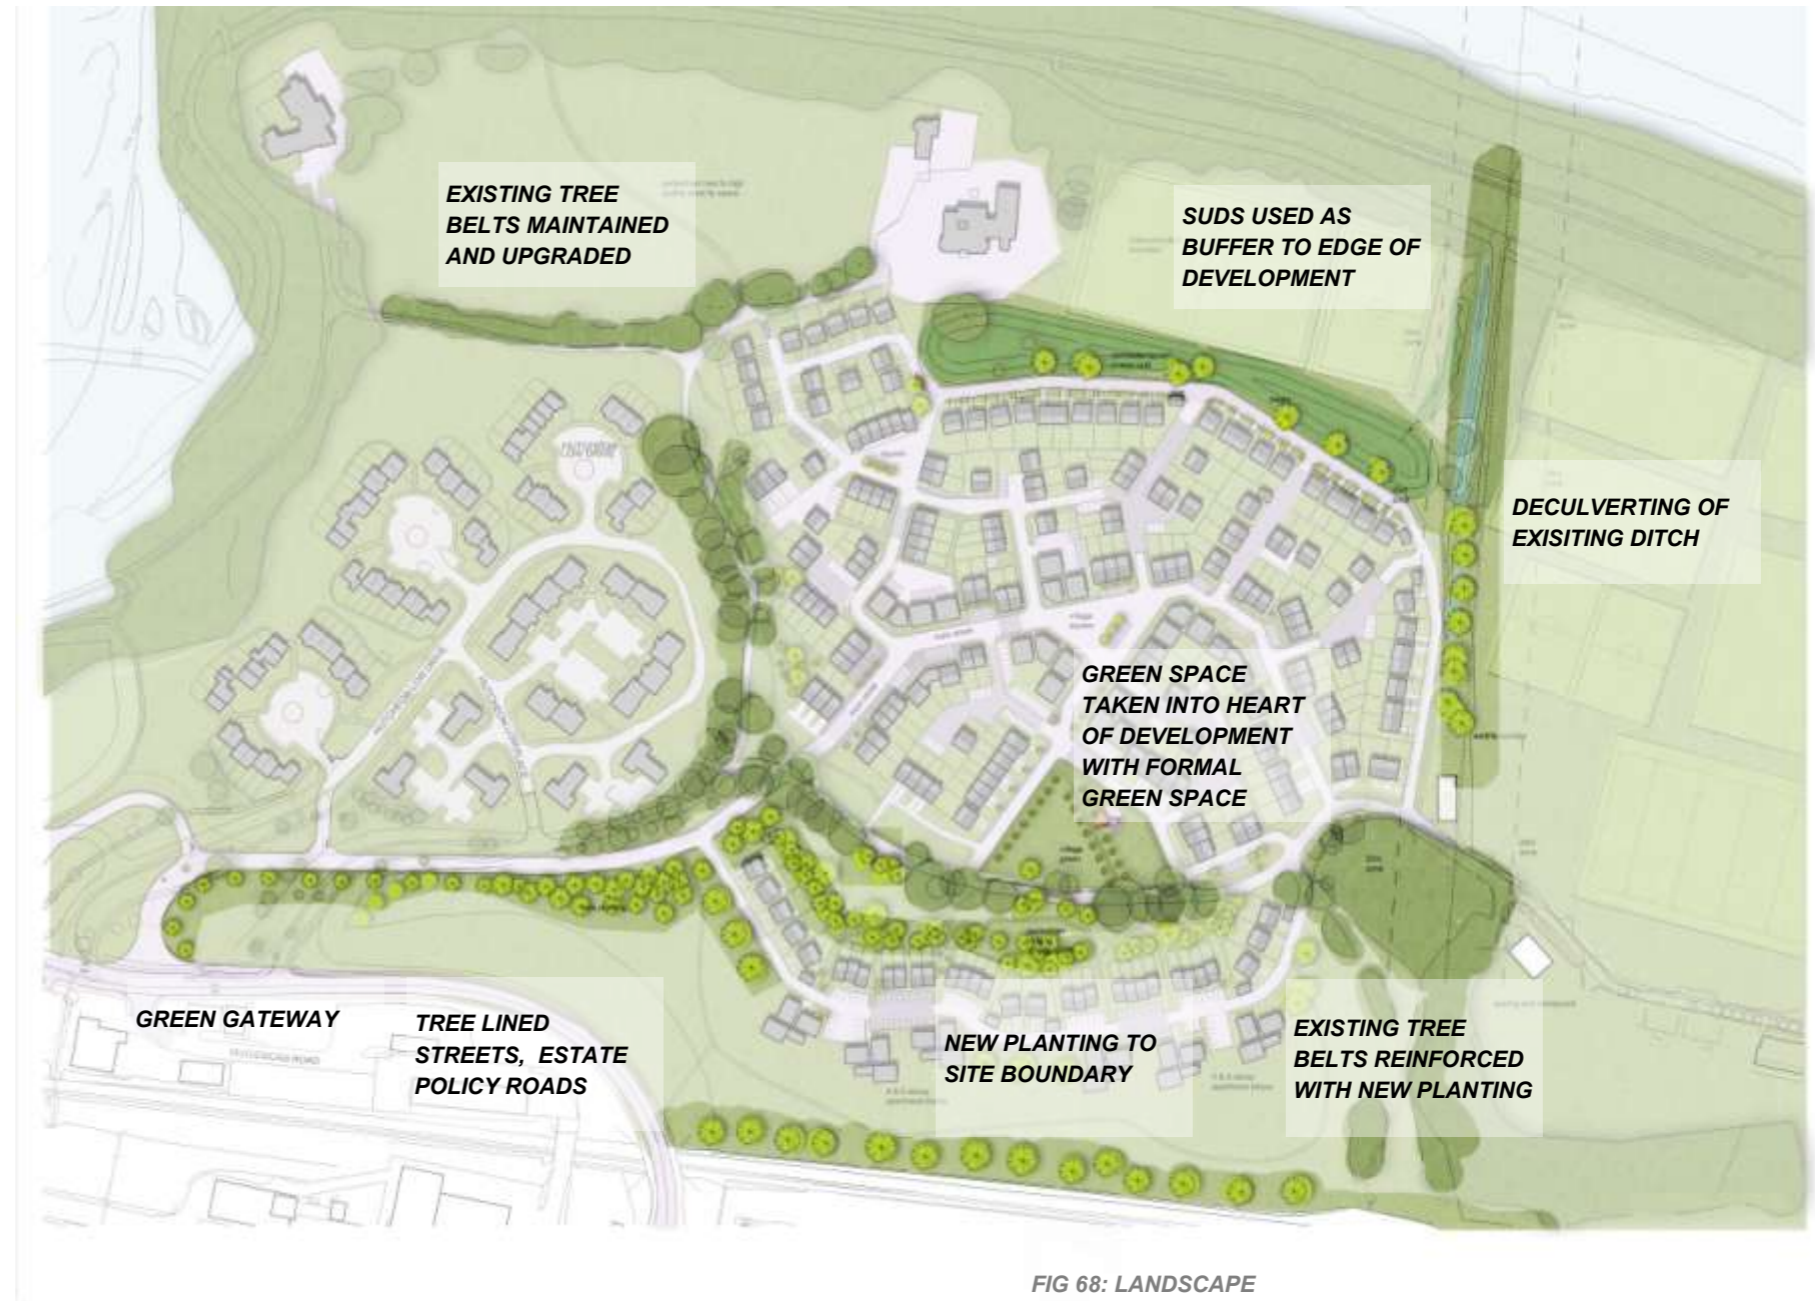 EXISTING TREE
BELTS MAINTAINED
AND UPGRADED
SUDS USED AS
BUFFER TO EDGE OF
DEVELOPMENT
DECULVERTING OF
EXISITING DITCH
GREEN SPACE
TAKEN INTO HEART
OF DEVELOPMENT
WITH FORMAL
GREEN SPACE
village
green
GREEN GATEWAY
TREE LINED
STREETS, ESTATE
POLICY ROADS
NEW PLANTING TO
SITE BOUNDARY
EXISTING TREE
BELTS REINFORCED
WITH NEW PLANTING
FIG 68: LANDSCAPE